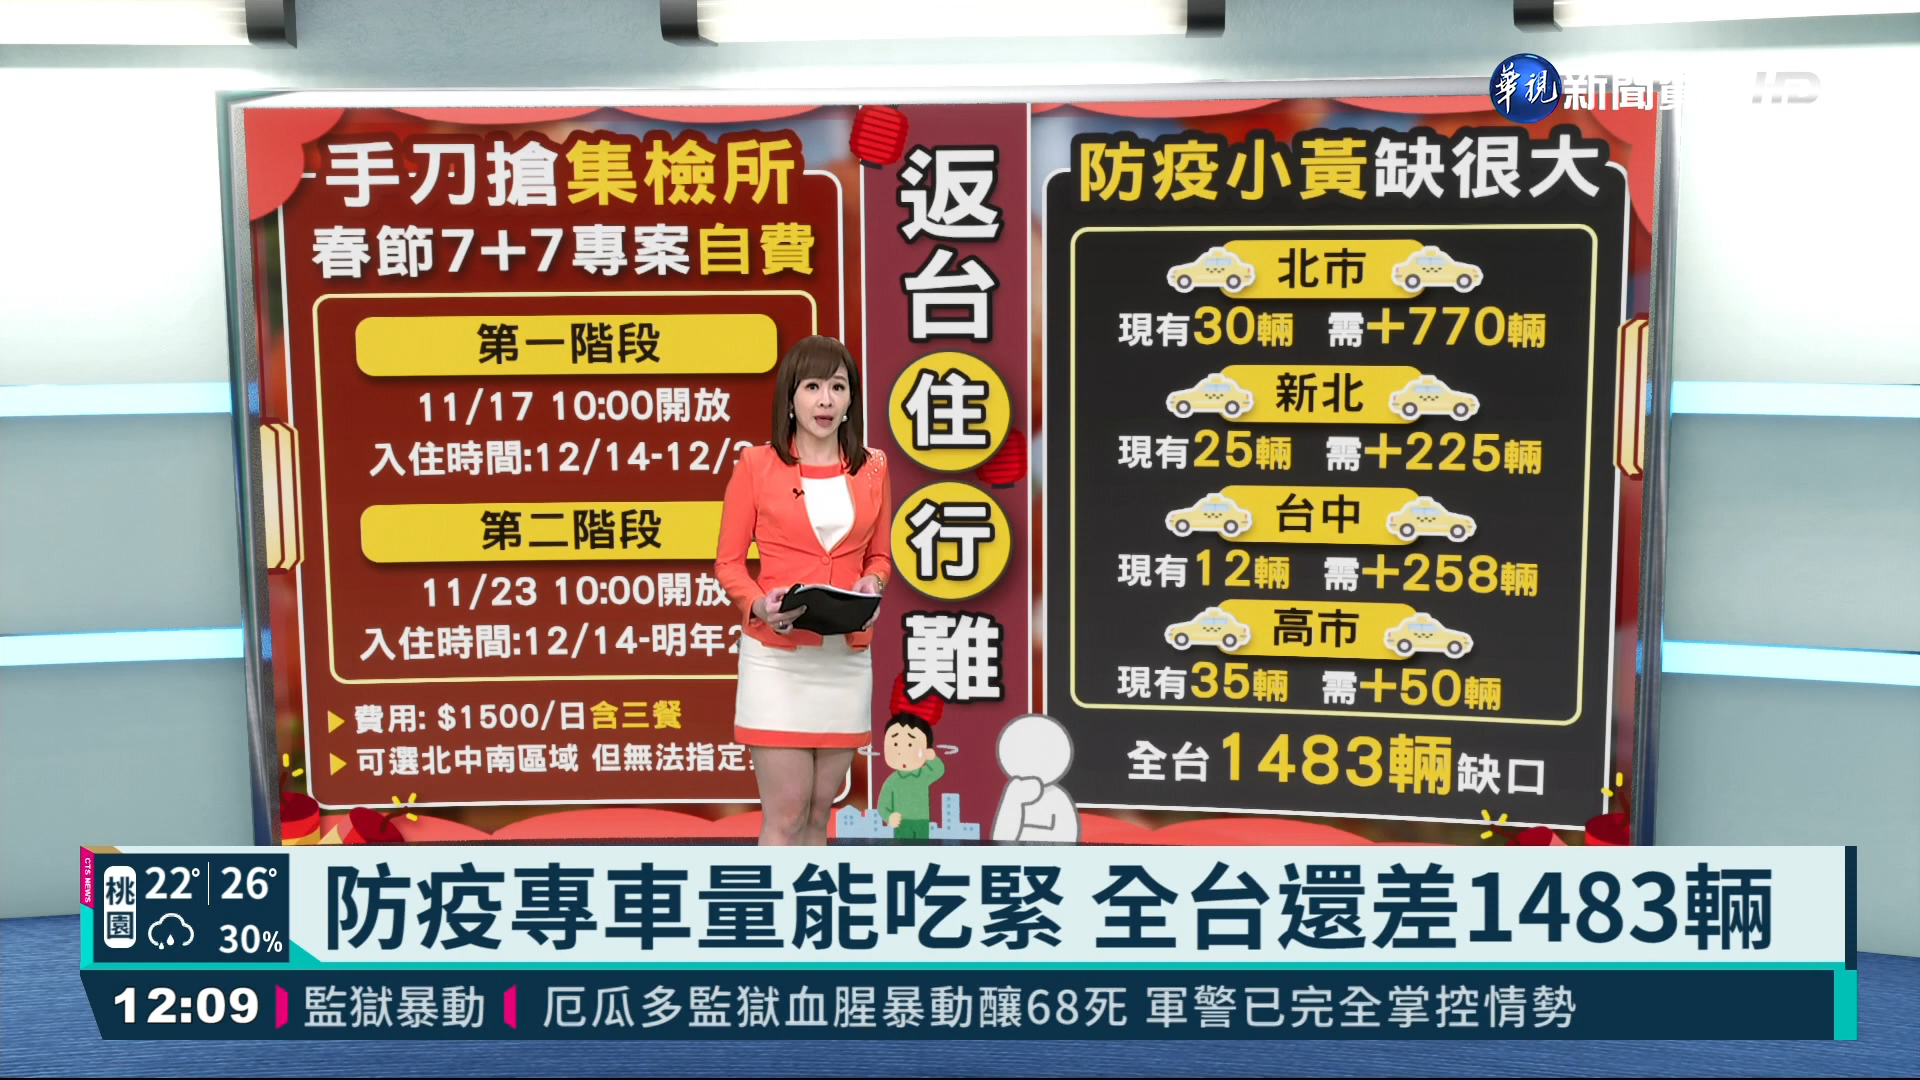 華視新聞資
HD
手刀搶集檢所
春節7+7專案自費
第一階段
11/17 10:00開放
入住時間:12/14-12/3
第二階段
11/23 10:00開放
入住時間:12/14-明年2
費用: $1500/日含三餐
可選北中南區域 但無法指定
返台住行難
防疫小黃缺很大
北市
現有30輛 需+770輛
新北
現有25輛 需+225輛
台中
現有12輛 需+258輛
高市
現有35輛 需+50輛
全台1483輛缺口
CTS NEWS
桃園
22° 26°
30%
防疫專車量能吃緊 全台還差1483輛
12:09 監獄暴動 厄瓜多監獄血腥暴動釀68死 軍警已完全掌控情勢